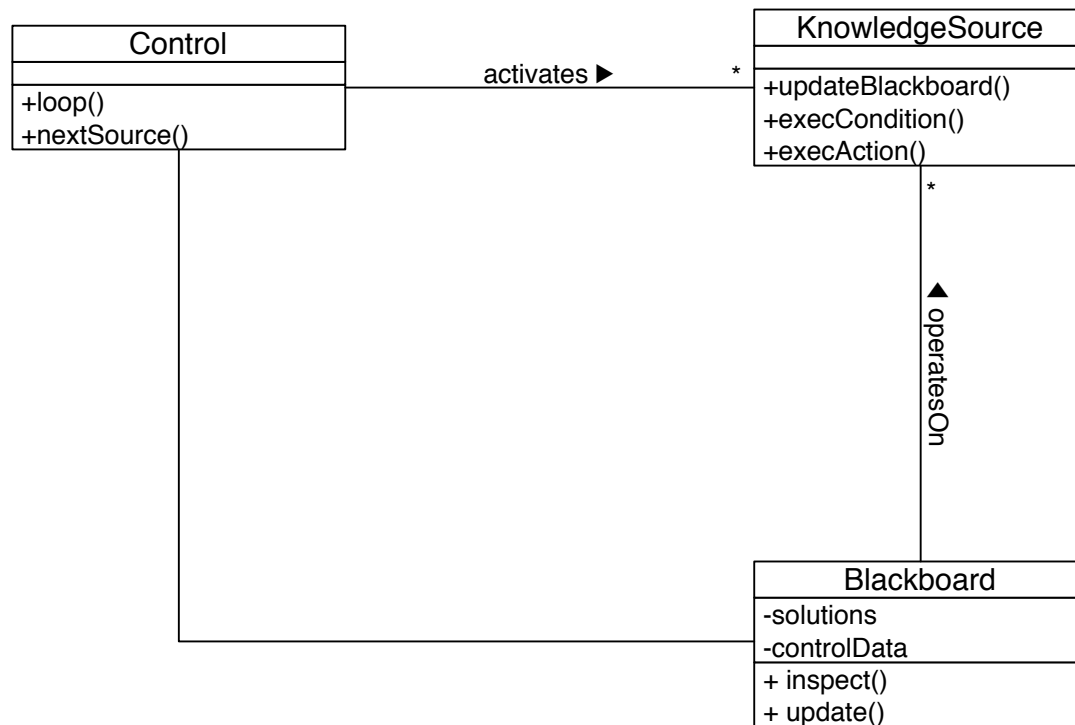 Control
+loop()
+nextSource()
activates ▶
*
KnowledgeSource
+updateBlackboard()
+execCondition()
+execAction()
*
◀ operatesOn
Blackboard
-solutions
-controlData
+ inspect()
+ update()